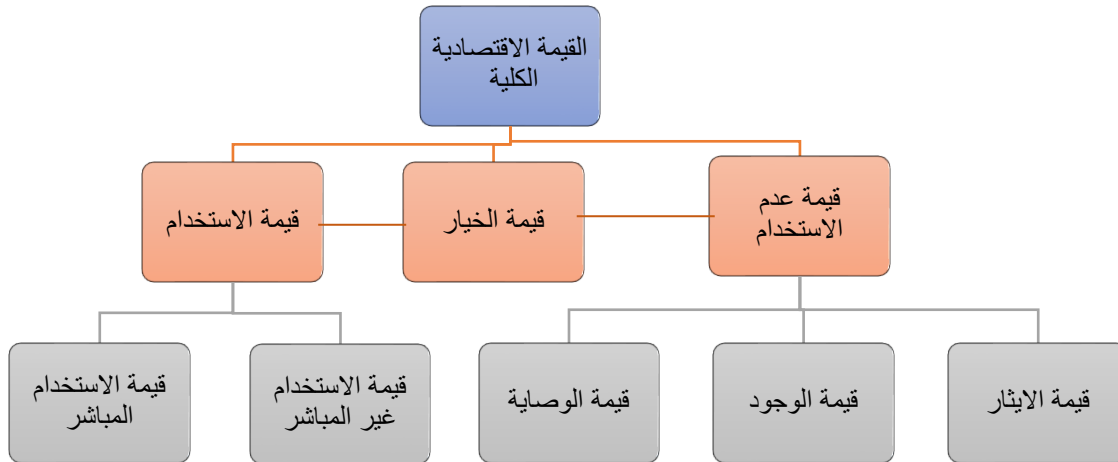 القيمة الاقتصادية
الكلية
قيمة عدم
الاستخدام
قيمة الخيار
قيمة الاستخدام
قيمة الايثار
قيمة الوجود
قيمة الوصاية
قيمة الاستخدام
غير المباشر
قيمة الاستخدام
المباشر